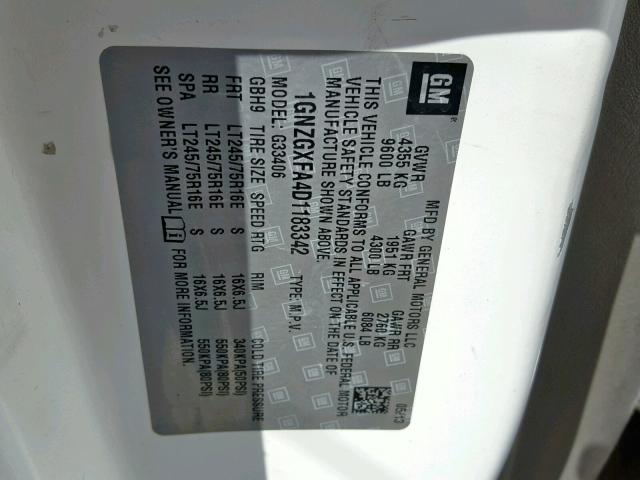 GM
MFD BY GENERAL MOTORS LLC
05/13
GVWR GAWR FRT GAWR RR
4355 KG 1951 KG 2760 KG
9600 LB 4300 LB 6084 LB
THIS VEHICLE CONFORMS TO ALL APPLICABLE U.S. FEDERAL MOTOR
VEHICLE SAFETY STANDARDS IN EFFECT ON THE DATE OF
MANUFACTURE SHOWN ABOVE.
1GNZGXFA4D1183342 TYPE: M.P.V.
MODEL: G33406
GBH9 TIRE SIZE SPEED RTG RIM COLD TIRE PRESSURE
FRT LT245/75R16E S 16X6.5J 340KPA(50PSI)
RR LT245/75R16E S 16X6.5J 550KPA(80PSI)
SPA LT245/75R16E S 16X6.5J 550KPA(80PSI)
SEE OWNER'S MANUAL FOR MORE INFORMATION.